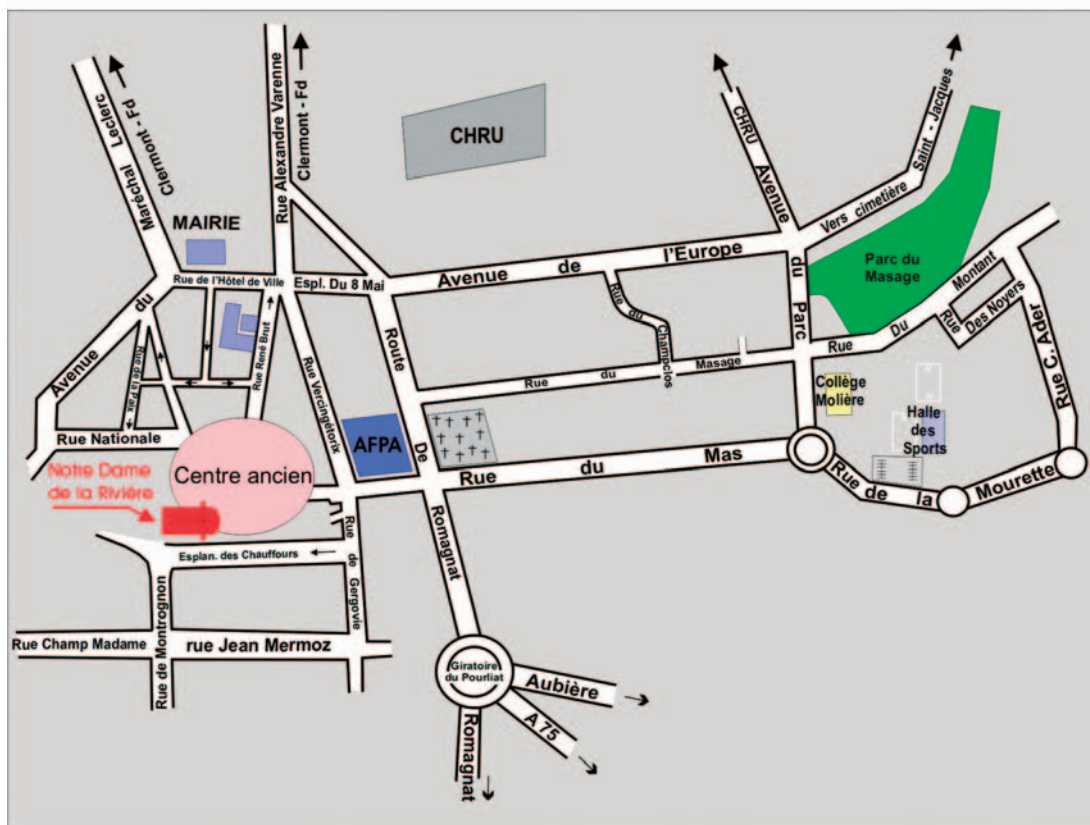 Avenue du Maréchal Leclerc
Clermont - Fd
Rue Alexandre Varenne
Clermont - Fd
CHRU
CHRU
Avenue du Parc
Vers cimetière Saint - Jacques
MAIRIE
Rue de l'Hôtel de Ville
Espl. Du 8 Mai
Avenue de l'Europe
Parc du
Masage
Rue Du Montant
Rue Des Noyers
Rue C. Ader
Rue du Champclos
Rue du Masage
Rue de la Paix
Rue René Brut
Rue Vercingétorix
Route De Romagnat
Collège
Molière
Halle
des
Sports
Rue Nationale
AFPA
Centre ancien
Rue du Mas
Rue de la Mourette
Notre Dame
de la Rivière
Esplan. des Chauffours
Rue de Gergovie
Rue Champ Madame
Rue de Montrognon
rue Jean Mermoz
Giratoire
du Pourliat
Aubière
A 75
Romagnat